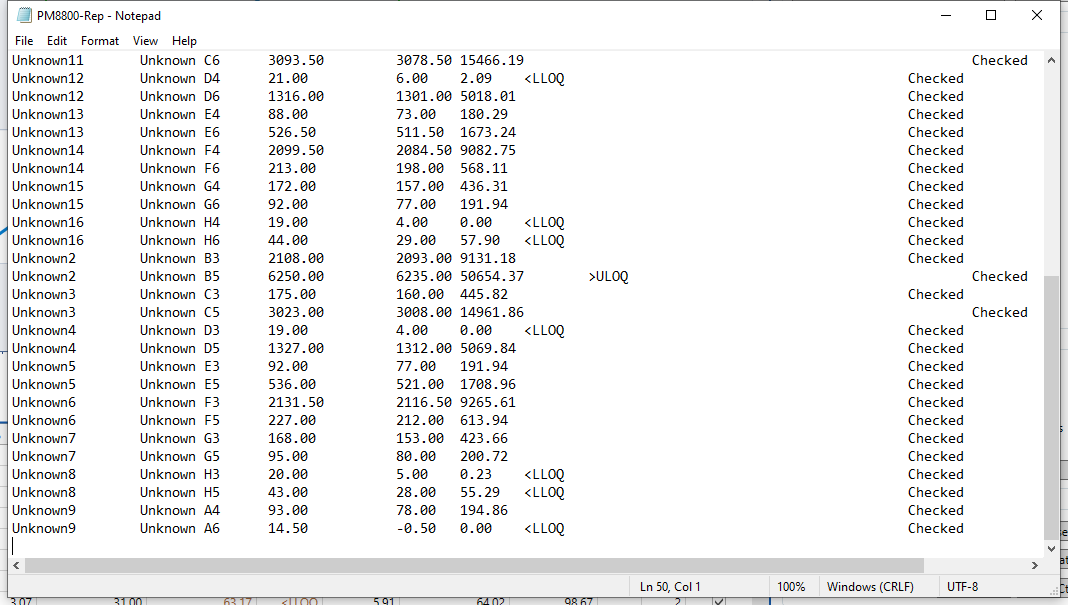 PM8800-Rep - Notepad
File Edit Format View Help
Unknown11 Unknown C6 3093.50 3078.50 15466.19 Checked
Unknown12 Unknown D4 21.00 6.00 2.09 <LLOQ Checked
Unknown12 Unknown D6 1316.00 1301.00 5018.01 Checked
Unknown13 Unknown E4 88.00 73.00 180.29 Checked
Unknown13 Unknown E6 526.50 511.50 1673.24 Checked
Unknown14 Unknown F4 2099.50 2084.50 9082.75 Checked
Unknown14 Unknown F6 213.00 198.00 568.11 Checked
Unknown15 Unknown G4 172.00 157.00 436.31 Checked
Unknown15 Unknown G6 92.00 77.00 191.94 Checked
Unknown16 Unknown H4 19.00 4.00 0.00 <LLOQ Checked
Unknown16 Unknown H6 44.00 29.00 57.90 <LLOQ Checked
Unknown2 Unknown B3 2108.00 2093.00 9131.18 Checked
Unknown2 Unknown B5 6250.00 6235.00 50654.37 >ULOQ Checked
Unknown3 Unknown C3 175.00 160.00 445.82 Checked
Unknown3 Unknown C5 3023.00 3008.00 14961.86 Checked
Unknown4 Unknown D3 19.00 4.00 0.00 <LLOQ Checked
Unknown4 Unknown D5 1327.00 1312.00 5069.84 Checked
Unknown5 Unknown E3 92.00 77.00 191.94 Checked
Unknown5 Unknown E5 536.00 521.00 1708.96 Checked
Unknown6 Unknown F3 2131.50 2116.50 9265.61 Checked
Unknown6 Unknown F5 227.00 212.00 613.94 Checked
Unknown7 Unknown G3 168.00 153.00 423.66 Checked
Unknown7 Unknown G5 95.00 80.00 200.72 Checked
Unknown8 Unknown H3 20.00 5.00 0.23 <LLOQ Checked
Unknown8 Unknown H5 43.00 28.00 55.29 <LLOQ Checked
Unknown9 Unknown A4 93.00 78.00 194.86 Checked
Unknown9 Unknown A6 14.50 -0.50 0.00 <LLOQ Checked
Ln 50, Col 1 100% Windows (CRLF) UTF-8
3.07 31.00 63.17 <LLOQ 5.91 64.02 98.67 2